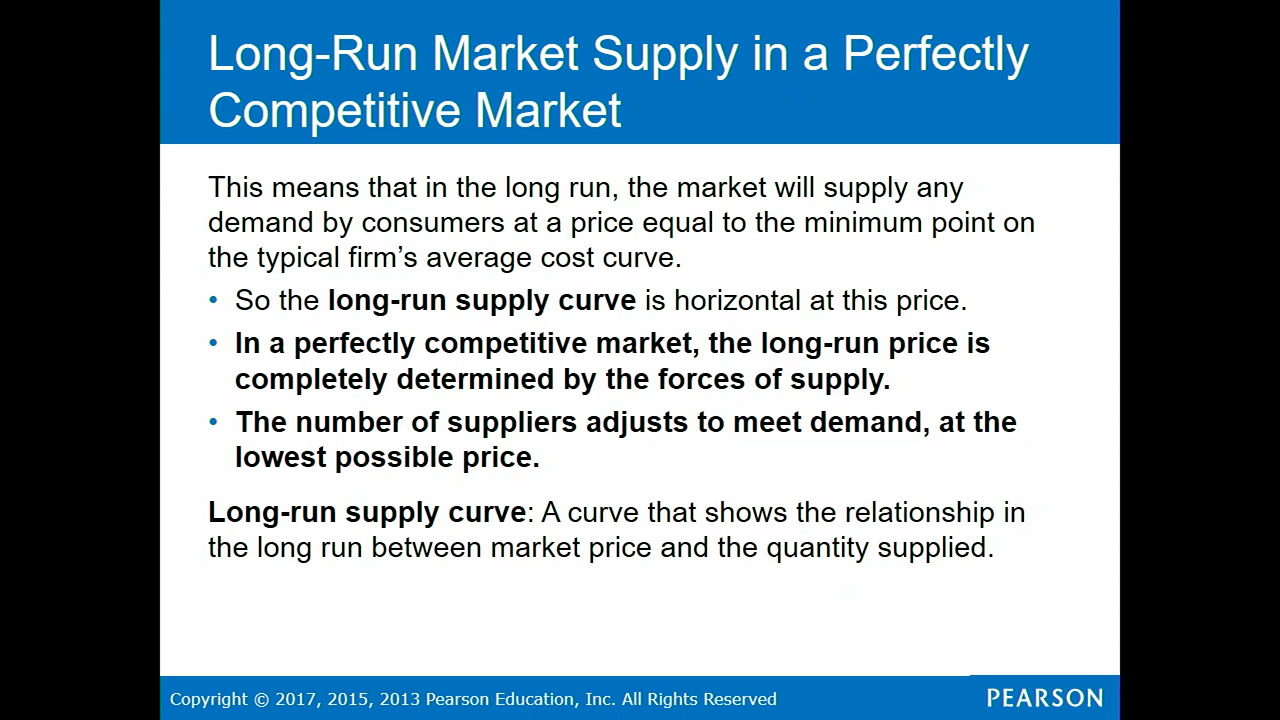 Long-Run Market Supply in a Perfectly
Competitive Market
This means that in the long run, the market will supply any
demand by consumers at a price equal to the minimum point on
the typical firm’s average cost curve.
• So the long-run supply curve is horizontal at this price.
• In a perfectly competitive market, the long-run price is
completely determined by the forces of supply.
• The number of suppliers adjusts to meet demand, at the
lowest possible price.
Long-run supply curve: A curve that shows the relationship in
the long run between market price and the quantity supplied.
Copyright © 2017, 2015, 2013 Pearson Education, Inc. All Rights Reserved
PEARSON